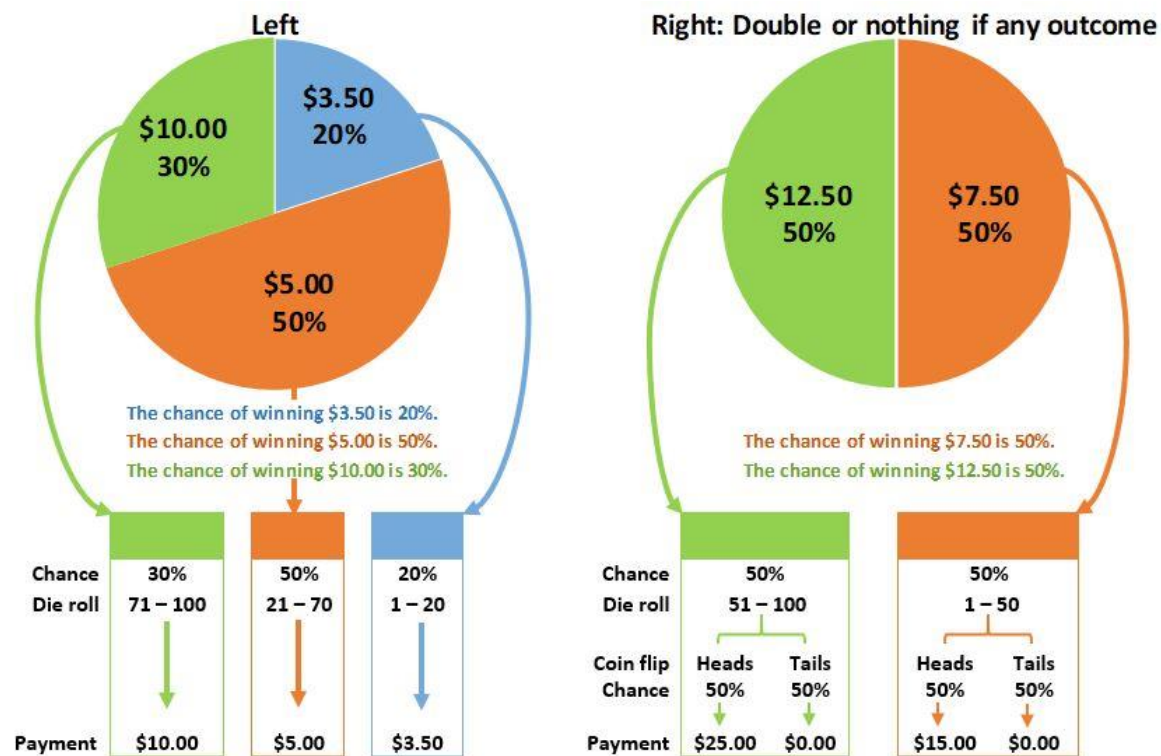 Left
$3.50
20%
$10.00
30%
$5.00
50%
The chance of winning $3.50 is 20%.
The chance of winning $5.00 is 50%.
The chance of winning $10.00 is 30%.
Chance 30% 50% 20%
Die roll 71 – 100 21 – 70 1 – 20
Payment $10.00 $5.00 $3.50
Right: Double or nothing if any outcome
$12.50 $7.50
50% 50%
The chance of winning $7.50 is 50%.
The chance of winning $12.50 is 50%.
Chance 50% 50%
Die roll 51 – 100 1 – 50
Coin flip Heads Tails Heads Tails
Chance 50% 50% 50% 50%
Payment $25.00 $0.00 $15.00 $0.00